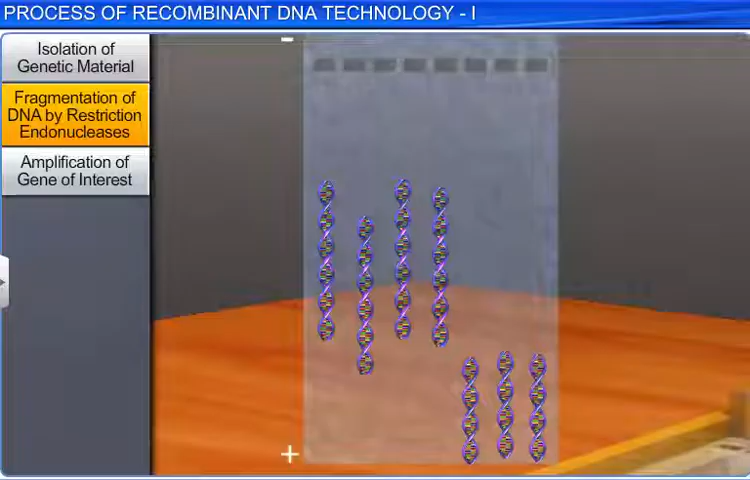 PROCESS OF RECOMBINANT DNA TECHNOLOGY - I
Isolation of
Genetic Material
Fragmentation of
DNA by Restriction
Endonucleases
Amplification of
Gene of Interest
-
+